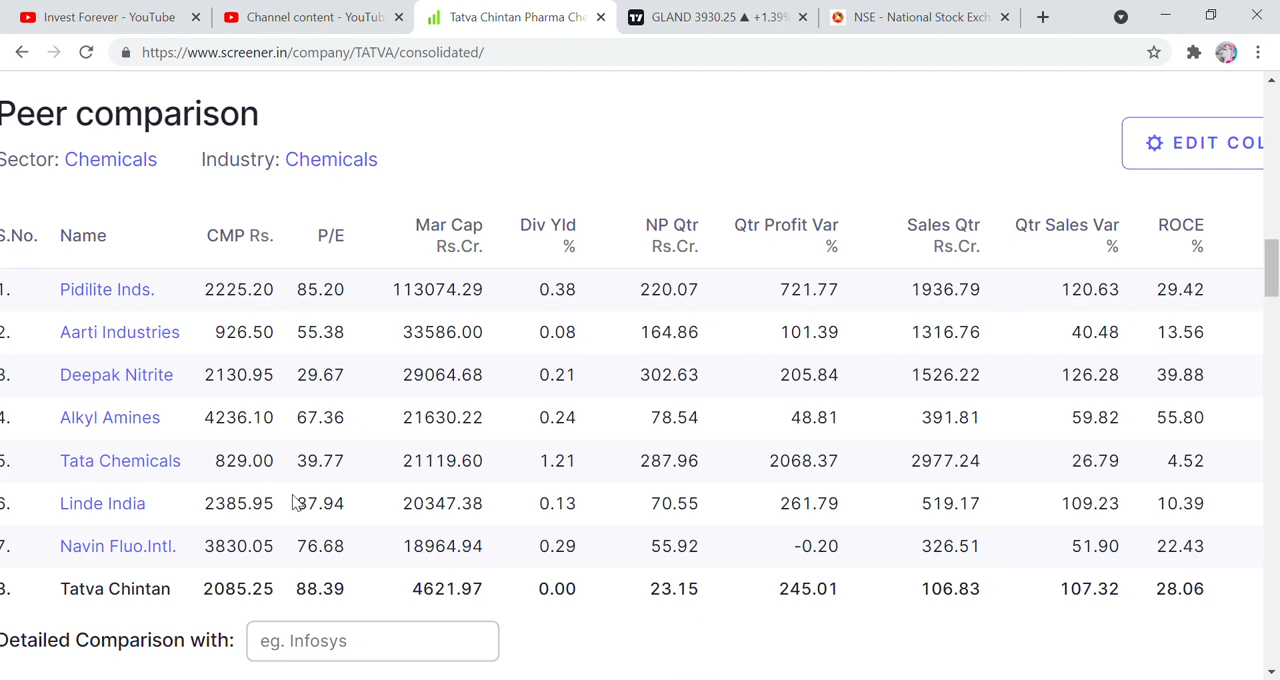 Invest Forever - YouTube
Channel content - YouTub
Tatva Chintan Pharma Che
GLAND 3930.25 ▲ +1.39%
NSE - National Stock Exch
https://www.screener.in/company/TATVA/consolidated/
Peer comparison
Sector: Chemicals Industry: Chemicals
EDIT COL
S.No. Name CMP Rs. P/E Mar Cap Rs.Cr. Div Yld % NP Qtr Rs.Cr. Qtr Profit Var % Sales Qtr Rs.Cr. Qtr Sales Var % ROCE %
1. Pidilite Inds. 2225.20 85.20 113074.29 0.38 220.07 721.77 1936.79 120.63 29.42
2. Aarti Industries 926.50 55.38 33586.00 0.08 164.86 101.39 1316.76 40.48 13.56
3. Deepak Nitrite 2130.95 29.67 29064.68 0.21 302.63 205.84 1526.22 126.28 39.88
4. Alkyl Amines 4236.10 67.36 21630.22 0.24 78.54 48.81 391.81 59.82 55.80
5. Tata Chemicals 829.00 39.77 21119.60 1.21 287.96 2068.37 2977.24 26.79 4.52
6. Linde India 2385.95 37.94 20347.38 0.13 70.55 261.79 519.17 109.23 10.39
7. Navin Fluo.Intl. 3830.05 76.68 18964.94 0.29 55.92 -0.20 326.51 51.90 22.43
8. Tatva Chintan 2085.25 88.39 4621.97 0.00 23.15 245.01 106.83 107.32 28.06
Detailed Comparison with: eg. Infosys